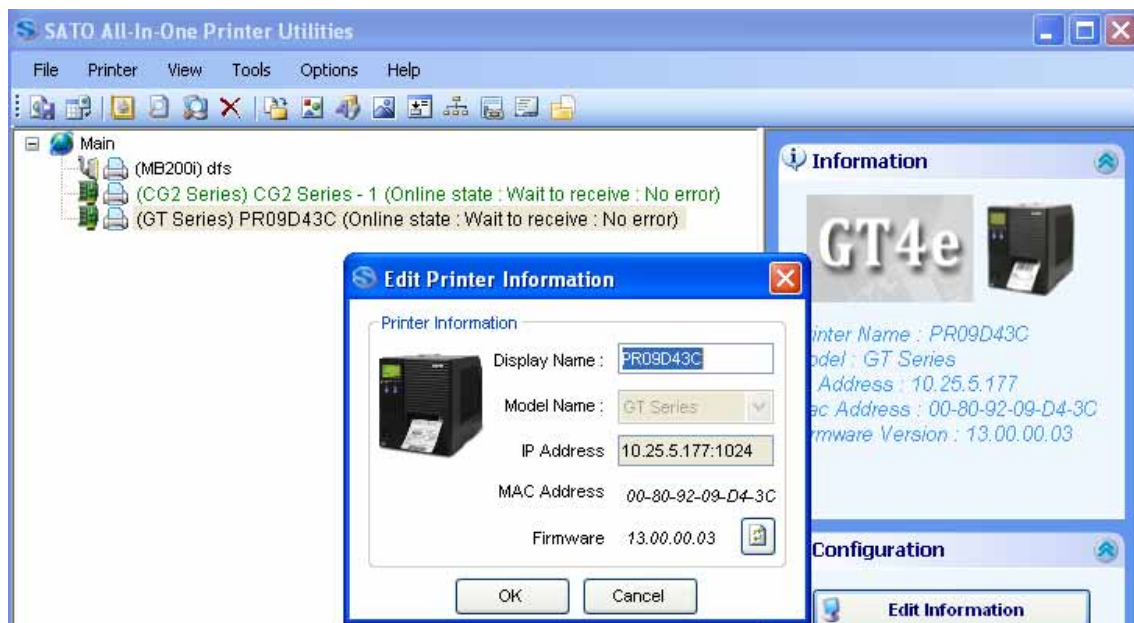 SATO All-In-One Printer Utilities
File Printer View Tools Options Help
Main
(MB200i) dfs
(CG2 Series) CG2 Series - 1 (Online state : Wait to receive : No error)
(GT Series) PR09D43C (Online state : Wait to receive : No error)
Information
GT4e
inter Name : PR09D43C
odel : GT Series
Address : 10.25.5.177
ac Address : 00-80-92-09-D4-3C
rmware Version : 13.00.00.03
Edit Printer Information
Printer Information
Display Name : PR09D43C
Model Name : GT Series
IP Address 10.25.5.177:1024
MAC Address 00-80-92-09-D4-3C
Firmware 13.00.00.03
OK Cancel
Configuration
Edit Information